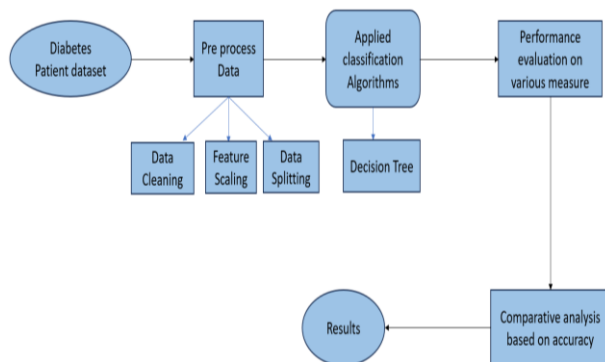 Diabetes
Patient dataset
Pre process
Data
Applied
classification
Algorithms
Performance
evaluation on
various measure
Data
Cleaning
Feature
Scaling
Data
Splitting
Decision Tree
Results
Comparative analysis
based on accuracy